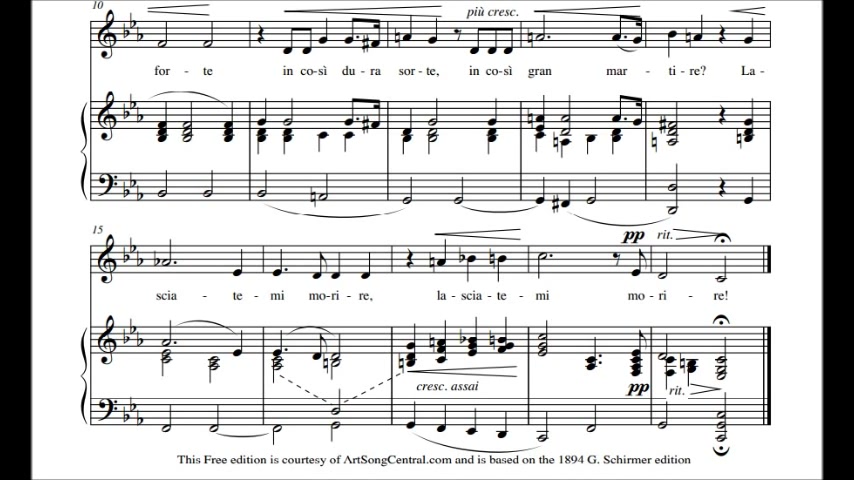 10
più cresc.
for - te in co-sì du - ra sor - te, in co-sì gran mar - ti - re? La -
15
pp rit.
scia - te - mi mo-ri - re, la - scia - te - mi mo - ri - re!
cresc. assai
pp rit.
This Free edition is courtesy of ArtSongCentral.com and is based on the 1894 G. Schirmer edition